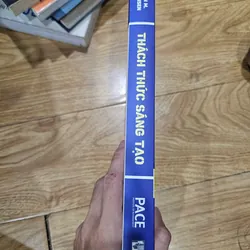 THÁCH THỨC SÁNG TẠO
PACE